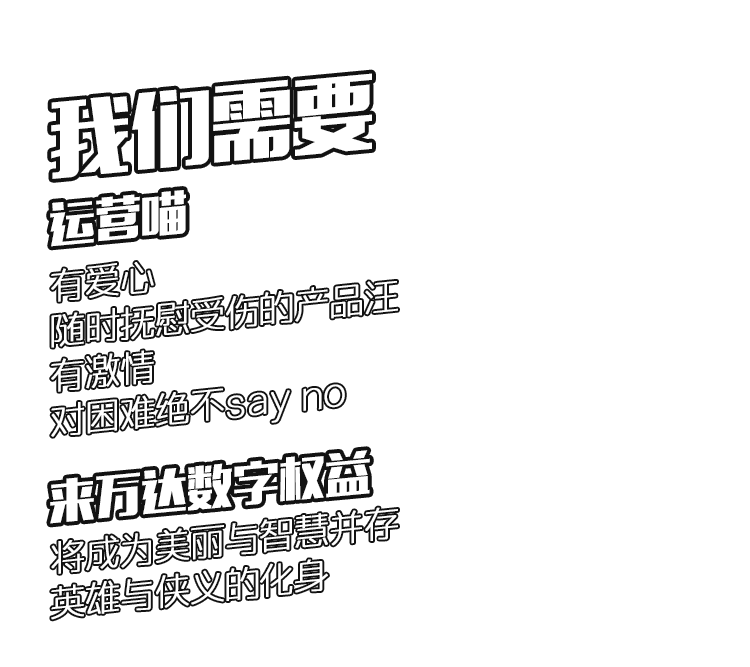 我们需要
运营喵
有爱心
随时抚慰受伤的产品汪
有激情
对困难绝不say no
来万达数字权益
将成为美丽与智慧并存
英雄与侠义的化身